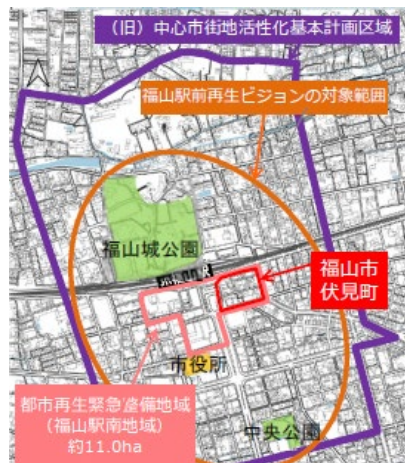 （旧）中心市街地活性化基本計画区域
福山駅前再生ビジョンの対象範囲
福山城公園
福山市
伏見町
市役所
都市再生緊急整備地域
（福山駅南地域）
約11.0ha
中央公園